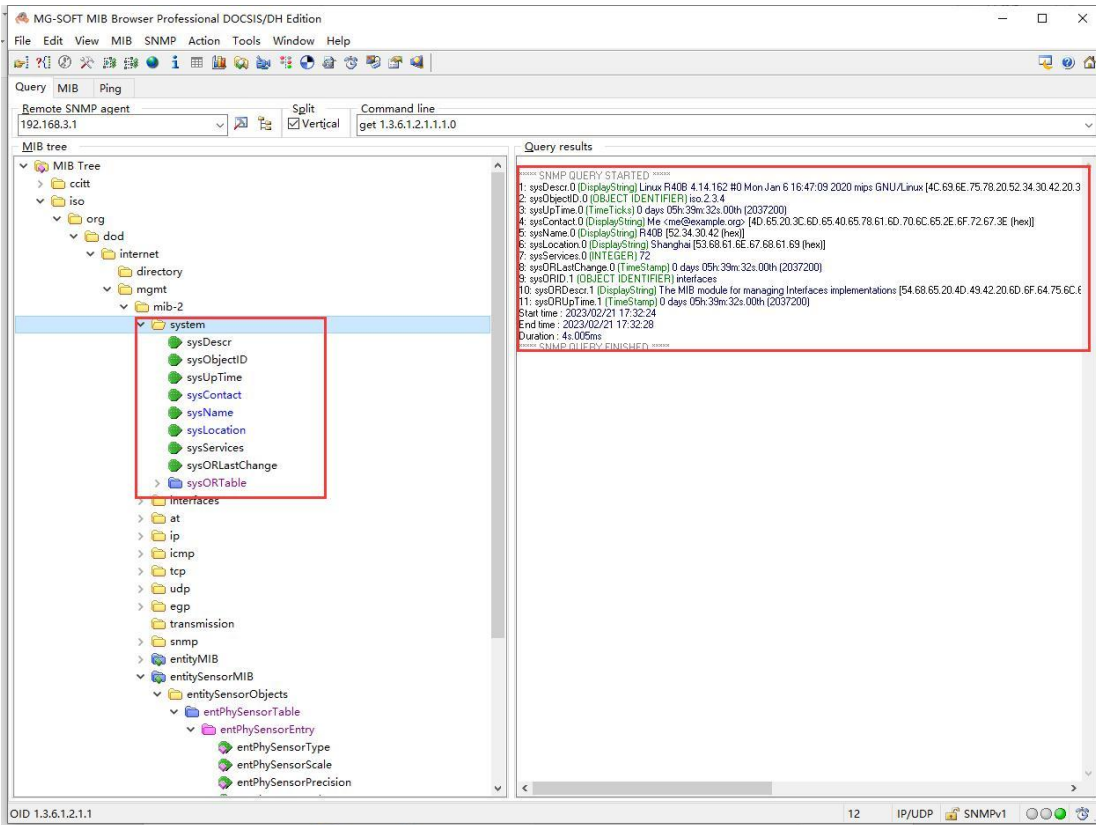 MG-SOFT MIB Browser Professional DOCSIS/DH Edition
File Edit View MIB SNMP Action Tools Window Help
Query MIB Ping
Remote SNMP agent
Split
Command line
192.168.3.1
Vertical
get 1.3.6.1.2.1.1.1.0
MIB tree
MIB Tree
ccitt
iso
org
dod
internet
directory
mgmt
mib-2
system
sysDescr
sysObjectID
sysUpTime
sysContact
sysName
sysLocation
sysServices
sysORLastChange
sysORTable
interfaces
at
ip
icmp
tcp
udp
egp
transmission
snmp
entityMIB
entitySensorMIB
entitySensorObjects
entPhySensorTable
entPhySensorEntry
entPhySensorType
entPhySensorScale
entPhySensorPrecision
Query results
***** SNMP QUERY STARTED *****
1: sysDescr.0 (DisplayString) Linux R40B 4.14.162 #0 Mon Jan 6 16:47:09 2020 mips GNU/Linux [4C.69.6E.75.78.20.52.34.30.42.20.3
2: sysObjectID.0 (OBJECT IDENTIFIER) iso.2.3.4
3: sysUpTime.0 (TimeTicks) 0 days 05h:39m:32s.00th (2037200)
4: sysContact.0 (DisplayString) Me <me@example.org> [4D.65.20.3C.6D.65.40.65.78.61.6D.70.6C.65.2E.6F.72.67.3E (hex)]
5: sysName.0 (DisplayString) R40B [52.34.30.42 (hex)]
6: sysLocation.0 (DisplayString) Shanghai [53.68.61.6E.67.68.61.69 (hex)]
7: sysServices.0 (INTEGER) 72
8: sysORLastChange.0 (TimeStamp) 0 days 05h:39m:32s.00th (2037200)
9: sysORID.1 (OBJECT IDENTIFIER) interfaces
10: sysORDescr.1 (DisplayString) The MIB module for managing Interfaces implementations [54.68.65.20.4D.49.42.20.6D.6F.64.75.6C.6
11: sysORUpTime.1 (TimeStamp) 0 days 05h:39m:32s.00th (2037200)
Start time : 2023/02/21 17:32:24
End time : 2023/02/21 17:32:28
Duration : 4s.005ms
***** SNMP QUERY FINISHED *****
OID 1.3.6.1.2.1.1
12
IP/UDP
SNMPv1